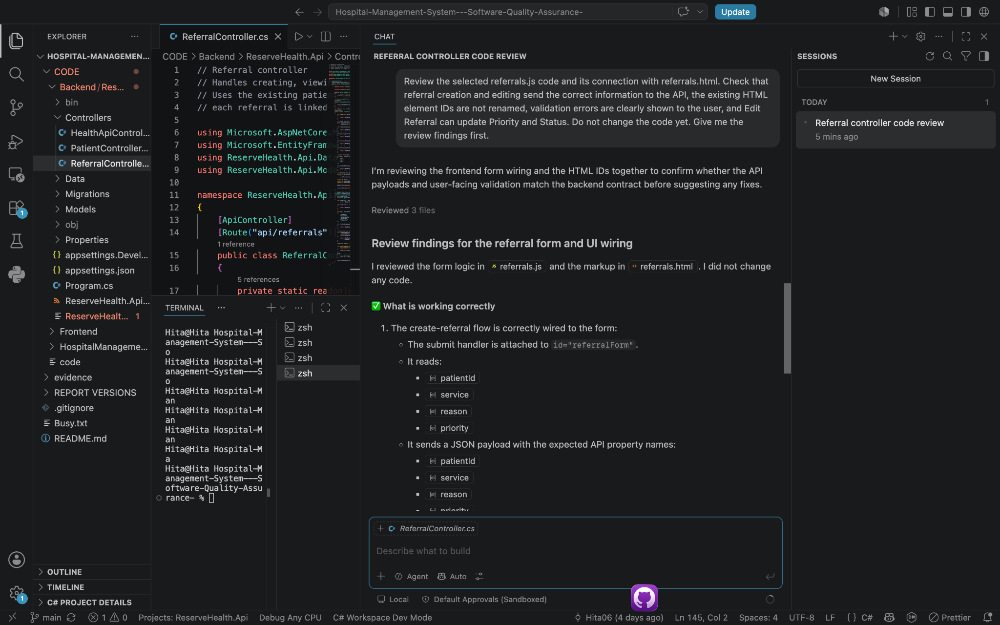 Hospital-Management-System---Software-Quality-Assurance-
Update
EXPLORER
HOSPITAL-MANAGEMEN...
CODE
Backend/Res...
bin
Controllers
HealthApiControl...
PatientController...
ReferralControlle...
Data
Migrations
Models
obj
Properties
appsettings.Devel...
appsettings.json
Program.cs
ReserveHealth.Api...
ReserveHealt... 1
Frontend
HospitalManageme...
code
evidence
REPORT VERSIONS
.gitignore
Busy.txt
README.md
OUTLINE
TIMELINE
C# PROJECT DETAILS
1
1
ReferralController.cs
CODE > Backend > ReserveHealth.Api > Contro
1 // Referral controller
2 // Handles creating, viewi
3 // Uses the existing patie
4 // each referral is linked
5
6 using Microsoft.AspNetCore.
7 using Microsoft.EntityFramew
8 using ReserveHealth.Api.Data
9 using ReserveHealth.Api.Mod
10
11 namespace ReserveHealth.Api
12 {
13 [ApiController]
14 [Route("api/referrals")]
1 reference
15 public class ReferralCon
16 {
5 references
17 private static readonly
TERMINAL
Hita@Hita Hospital-M
anagement-System---S
o
Hita@Hita Hospital-M
anagement-System---S
o
Hita@Hita Hospital-M
an
Hita@Hita Hospital-M
an
Hita@Hita Hospital-M
an
Hita@Hita Hospital-M
a
Hita@Hita Hospital-M
anagement-System---S
oftware-Quality-Assu
rance- %
zsh
zsh
zsh
zsh
CHAT
REFERRAL CONTROLLER CODE REVIEW
Review the selected referrals.js code and its connection with referrals.html. Check that
referral creation and editing send the correct information to the API, the existing HTML
element IDs are not renamed, validation errors are clearly shown to the user, and Edit
Referral can update Priority and Status. Do not change the code yet. Give me the
review findings first.
I'm reviewing the frontend form wiring and the HTML IDs together to confirm whether the API
payloads and user-facing validation match the backend contract before suggesting any fixes.
Reviewed 3 files
Review findings for the referral form and UI wiring
I reviewed the form logic in JS referrals.js and the markup in <> referrals.html. I did not change
any code.
✅ What is working correctly
1. The create-referral flow is correctly wired to the form:
The submit handler is attached to id="referralForm".
It reads:
patientId
service
reason
priority
It sends a JSON payload with the expected API property names:
patientId
service
reason
priority
ReferralController.cs
Describe what to build
Agent Auto
Local Default Approvals (Sandboxed)
SESSIONS
New Session
TODAY 1
Referral controller code review
5 mins ago
main 1 0 Projects: ReserveHealth.Api Debug Any CPU C# Workspace Dev Mode Hita06 (4 days ago) Ln 145, Col 2 Spaces: 4 UTF-8 LF {} C# Prettier